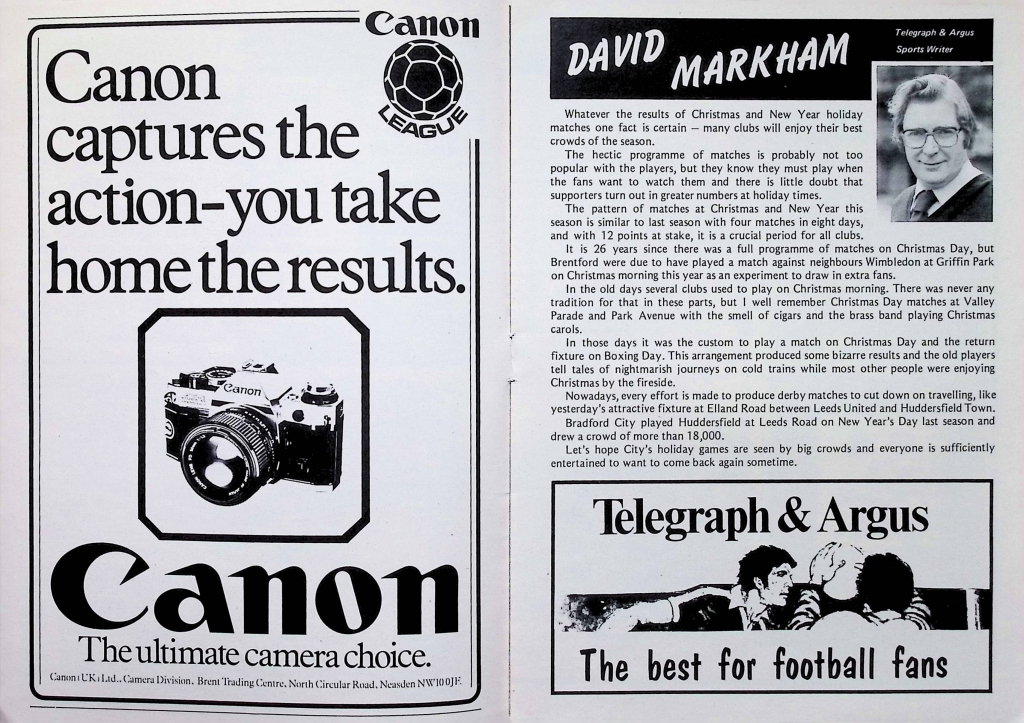 Canon
LEAGUE
Canon
captures the
action-you take
home the results.
Canon
Canon
The ultimate camera choice.
Canon (UK) Ltd., Camera Division, Brent Trading Centre, North Circular Road, Neasden NW10 0JF.
DAVID
MARKHAM
Telegraph & Argus
Sports Writer
Whatever the results of Christmas and New Year holiday
matches one fact is certain — many clubs will enjoy their best
crowds of the season.
The hectic programme of matches is probably not too
popular with the players, but they know they must play when
the fans want to watch them and there is little doubt that
supporters turn out in greater numbers at holiday times.
The pattern of matches at Christmas and New Year this
season is similar to last season with four matches in eight days,
and with 12 points at stake, it is a crucial period for all clubs.
It is 26 years since there was a full programme of matches on Christmas Day, but
Brentford were due to have played a match against neighbours Wimbledon at Griffin Park
on Christmas morning this year as an experiment to draw in extra fans.
In the old days several clubs used to play on Christmas morning. There was never any
tradition for that in these parts, but I well remember Christmas Day matches at Valley
Parade and Park Avenue with the smell of cigars and the brass band playing Christmas
carols.
In those days it was the custom to play a match on Christmas Day and the return
fixture on Boxing Day. This arrangement produced some bizarre results and the old players
tell tales of nightmarish journeys on cold trains while most other people were enjoying
Christmas by the fireside.
Nowadays, every effort is made to produce derby matches to cut down on travelling, like
yesterday's attractive fixture at Elland Road between Leeds United and Huddersfield Town.
Bradford City played Huddersfield at Leeds Road on New Year's Day last season and
drew a crowd of more than 18,000.
Let's hope City's holiday games are seen by big crowds and everyone is sufficiently
entertained to want to come back again sometime.
Telegraph & Argus
The best for football fans